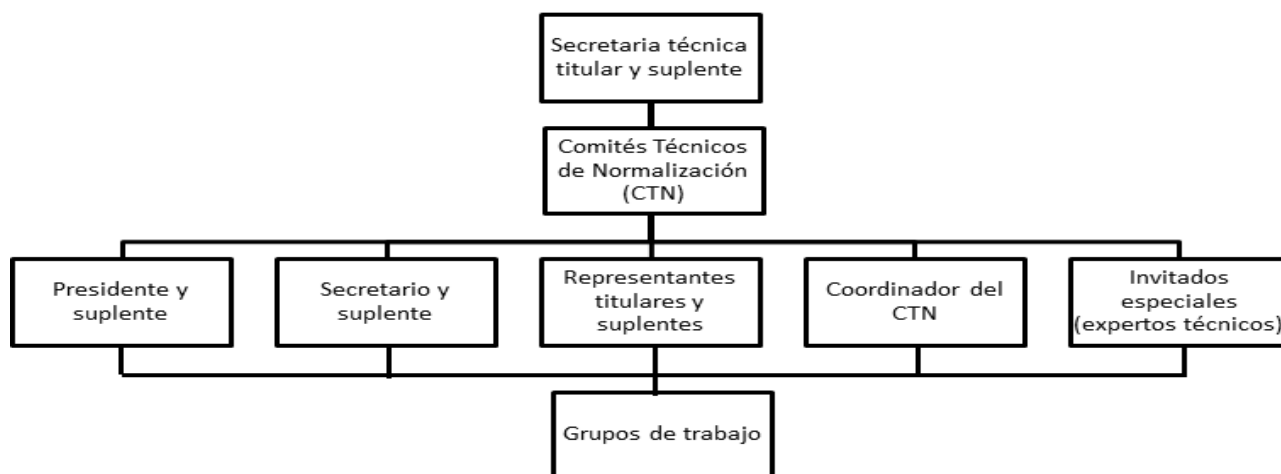 Secretaria técnica
titular y suplente
Comités Técnicos
de Normalización
(CTN)
Presidente y
suplente
Secretario y
suplente
Representantes
titulares y
suplentes
Coordinador del
CTN
Invitados
especiales
(expertos técnicos)
Grupos de trabajo